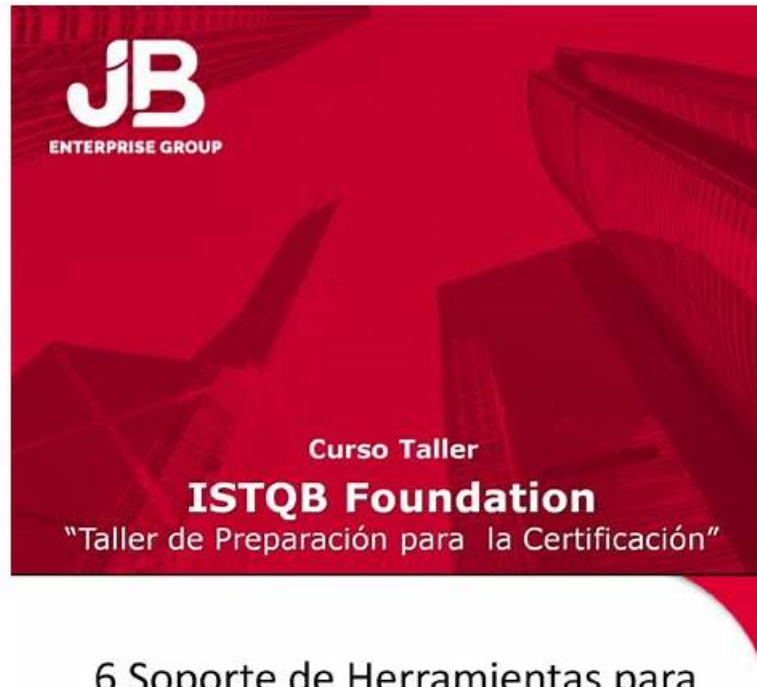 JB
ENTERPRISE GROUP
Curso Taller
ISTQB Foundation
“Taller de Preparación para la Certificación”
6 Soporte de Herramientas para